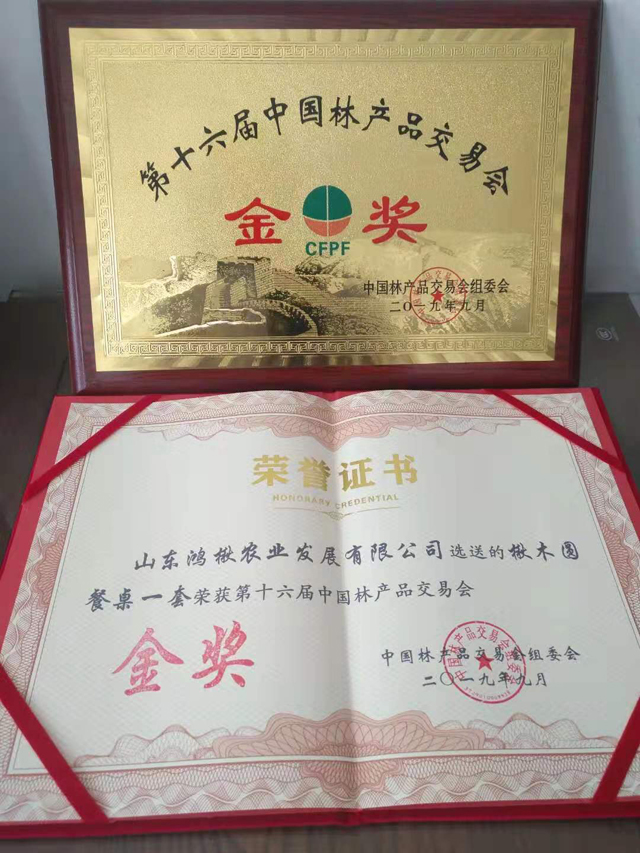 第十六届中国林产品交易会
金奖
CFPF
中国林产品交易会组委会
二〇一九年九月
荣誉证书
HONORARY CREDENTIAL
山东鸿楸农业发展有限公司选送的楸木圆
餐桌一套荣获第十六届中国林产品交易会
金奖
中国林产品交易会组委会
二〇一九年九月